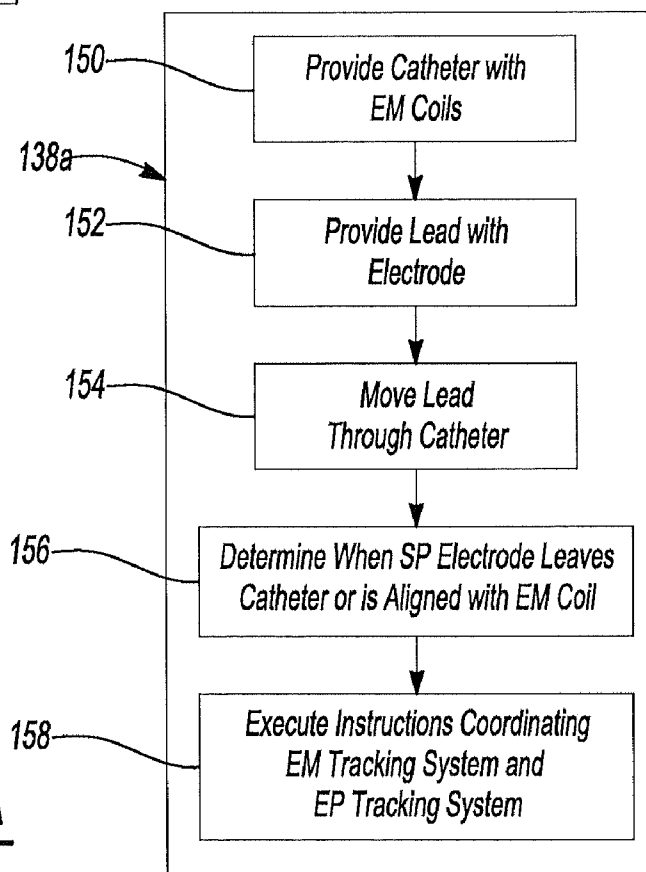 150
Provide Catheter with
EM Coils
138a
152
Provide Lead with
Electrode
154
Move Lead
Through Catheter
156
Determine When SP Electrode Leaves
Catheter or is Aligned with EM Coil
158
Execute Instructions Coordinating
EM Tracking System and
EP Tracking System